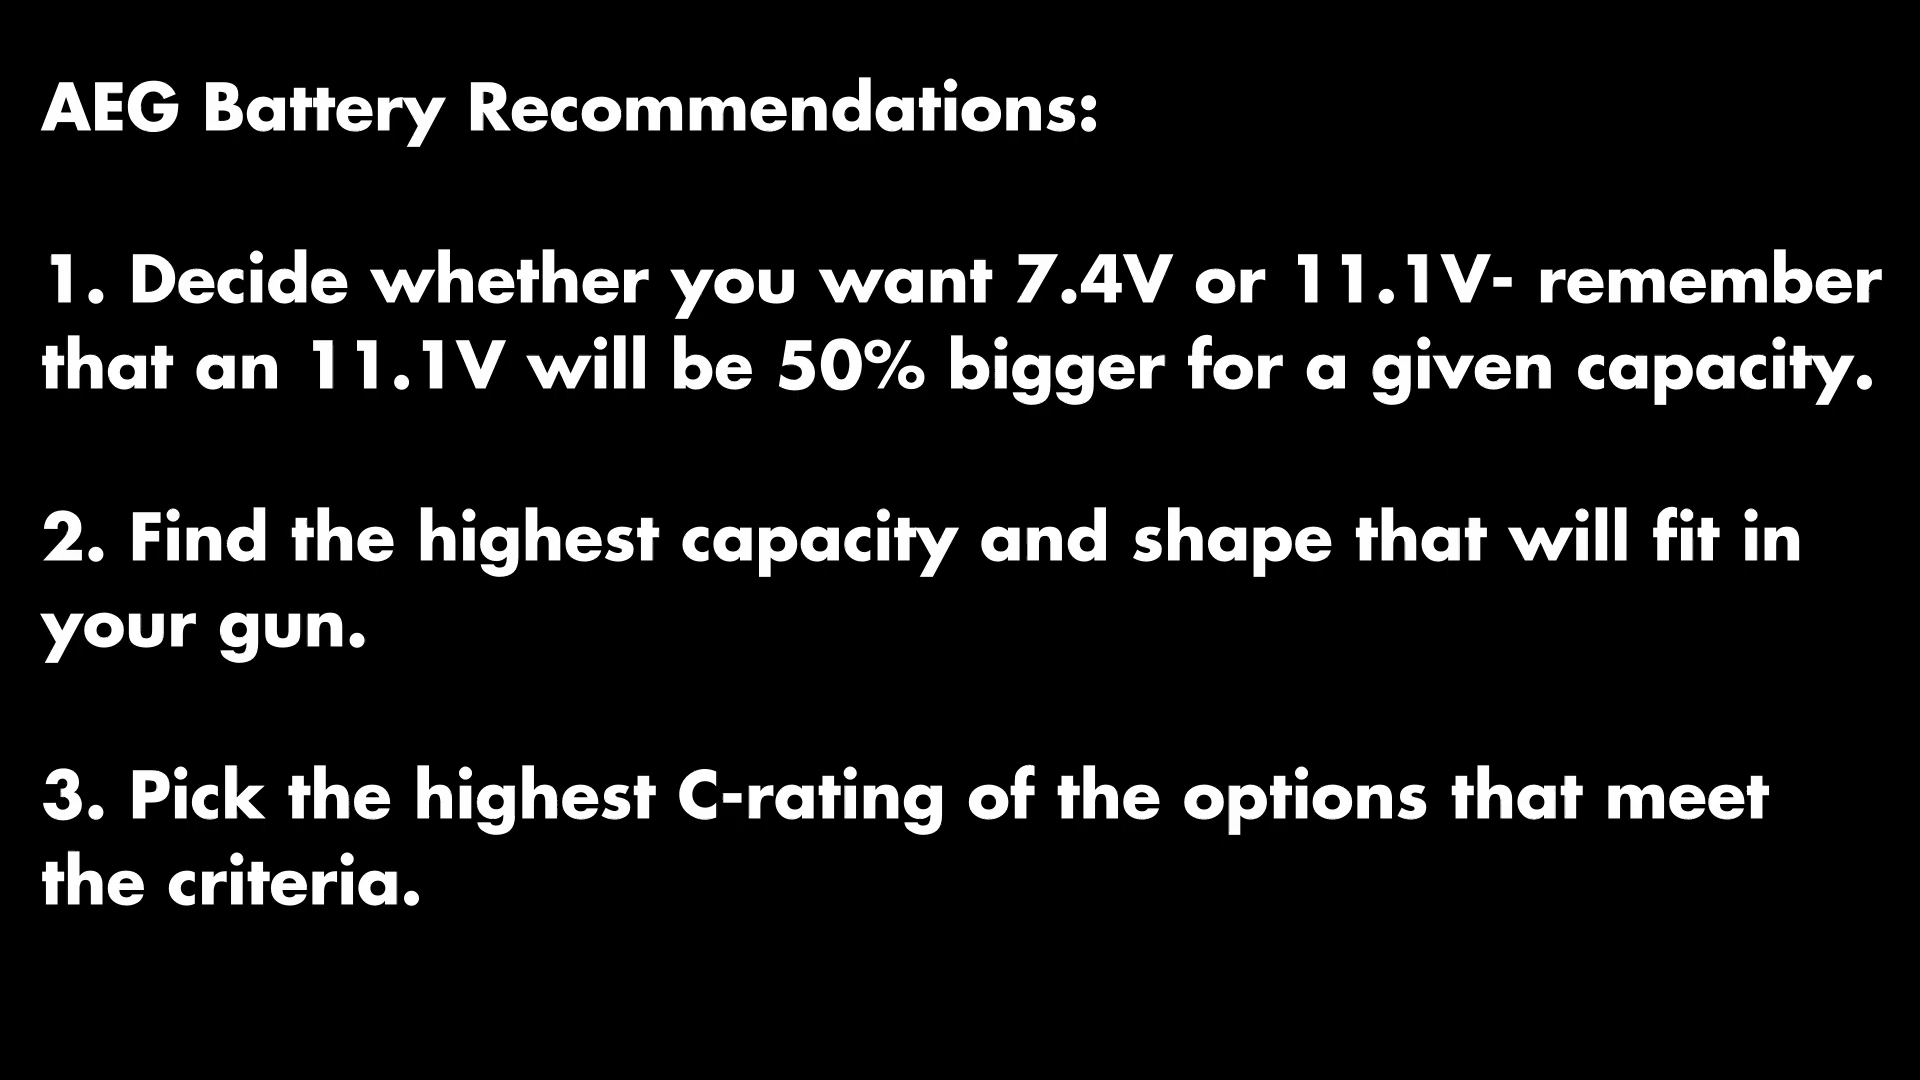 AEG Battery Recommendations:
1. Decide whether you want 7.4V or 11.1V- remember
that an 11.1V will be 50% bigger for a given capacity.
2. Find the highest capacity and shape that will fit in
your gun.
3. Pick the highest C-rating of the options that meet
the criteria.